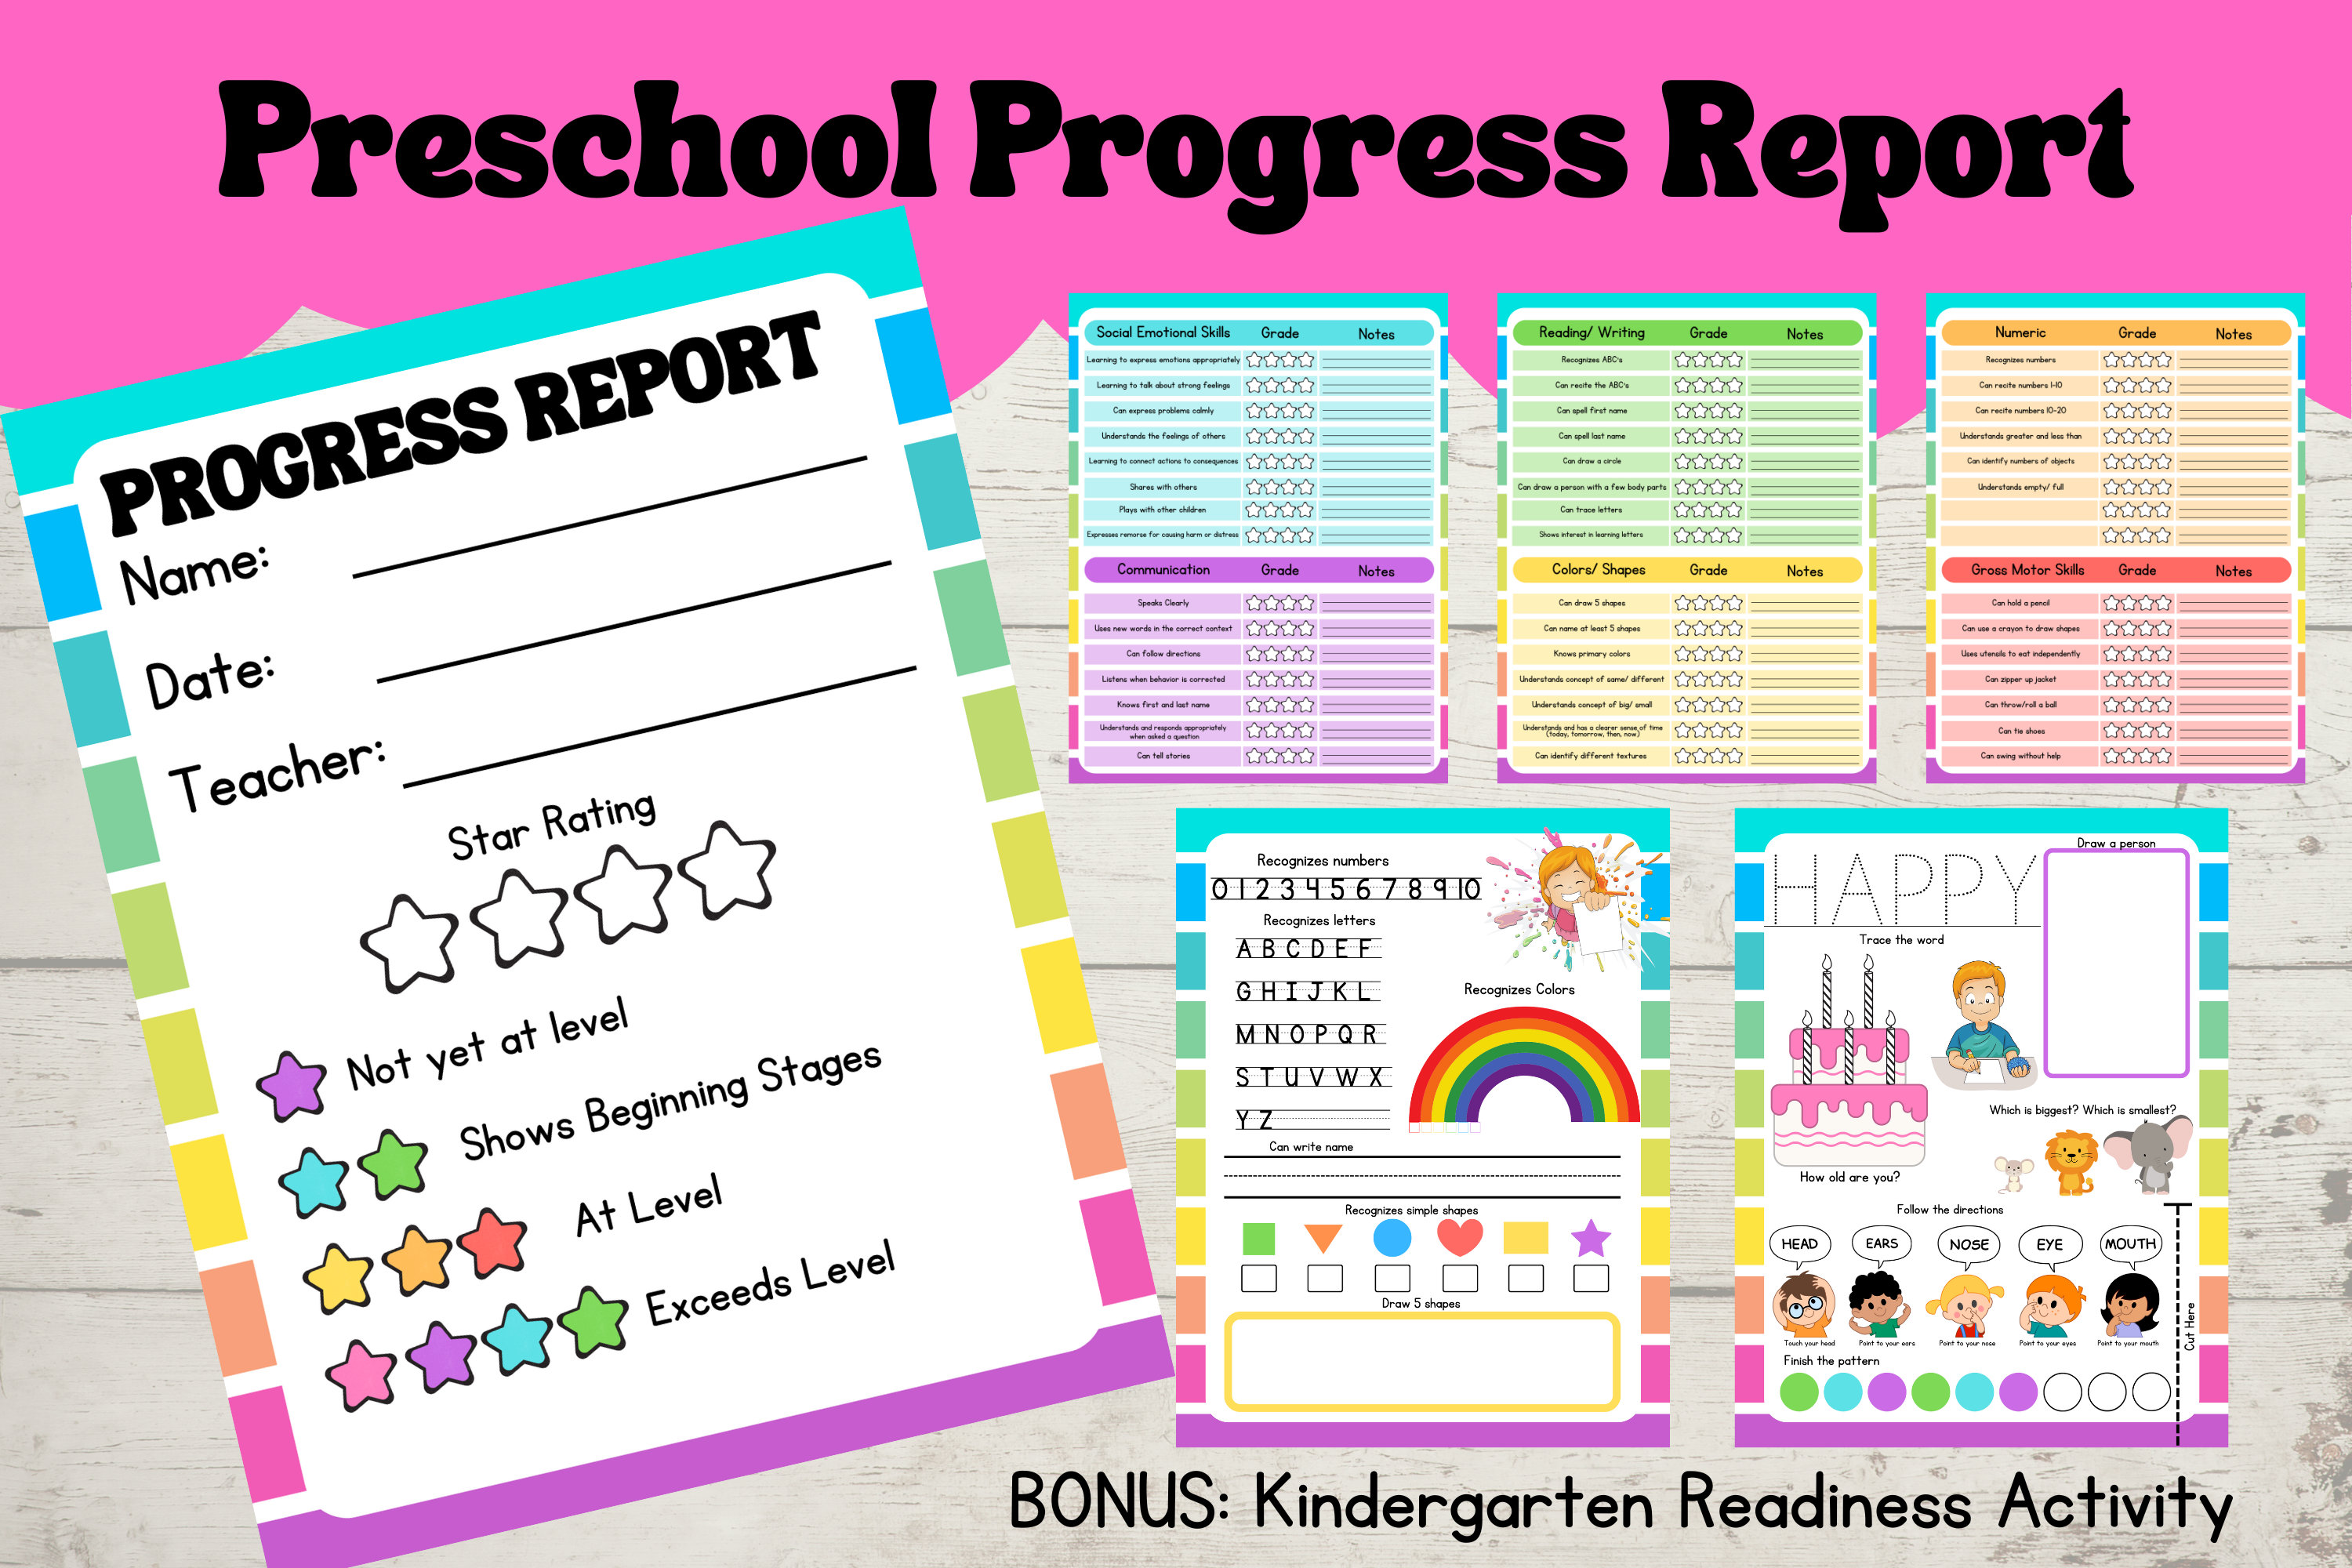 Preschool Progress Report
PROGRESS REPORT
Name:
Date:
Teacher:
Star Rating
Not yet at level
Shows Beginning Stages
At Level
Exceeds Level
Social Emotional Skills Grade Notes
Learning to express emotions appropriately
Learning to talk about strong feelings
Can express problems calmly
Understands the feelings of others
Learning to connect actions to consequences
Shares with others
Plays with other children
Expresses remorse for causing harm or distress
Communication Grade Notes
Speaks Clearly
Uses new words in the correct context
Can follow directions
Listens when behavior is corrected
Knows first and last name
Understands and responds appropriately
when asked a question
Can tell stories
Reading/ Writing Grade Notes
Recognizes ABC's
Can recite the ABC's
Can spell first name
Can spell last name
Can draw a circle
Can draw a person with a few body parts
Can trace letters
Shows interest in learning letters
Colors/ Shapes Grade Notes
Can draw 5 shapes
Can name at least 5 shapes
Knows primary colors
Understands concept of same/ different
Understands concept of big/ small
Understands and has a clearer sense of time
(today, tomorrow, then, now)
Can identify different textures
Numeric Grade Notes
Recognizes numbers
Can recite numbers 1-10
Can recite numbers 10-20
Understands greater and less than
Can identify numbers of objects
Understands empty/ full
Gross Motor Skills Grade Notes
Can hold a pencil
Can use a crayon to draw shapes
Uses utensils to eat independently
Can zipper up jacket
Can throw/roll a ball
Can tie shoes
Can swing without help
Recognizes numbers
0 1 2 3 4 5 6 7 8 9 10
Recognizes letters
A B C D E F
G H I J K L
M N O P Q R
S T U V W X
Y Z
Recognizes Colors
Can write name
Recognizes simple shapes
Draw 5 shapes
HAPPY
Trace the word
Draw a person
How old are you?
Which is biggest? Which is smallest?
Follow the directions
HEAD EARS NOSE EYE MOUTH
Touch your head Point to your ears Point to your nose Point to your eyes Point to your mouth
Finish the pattern
Cut Here
BONUS: Kindergarten Readiness Activity